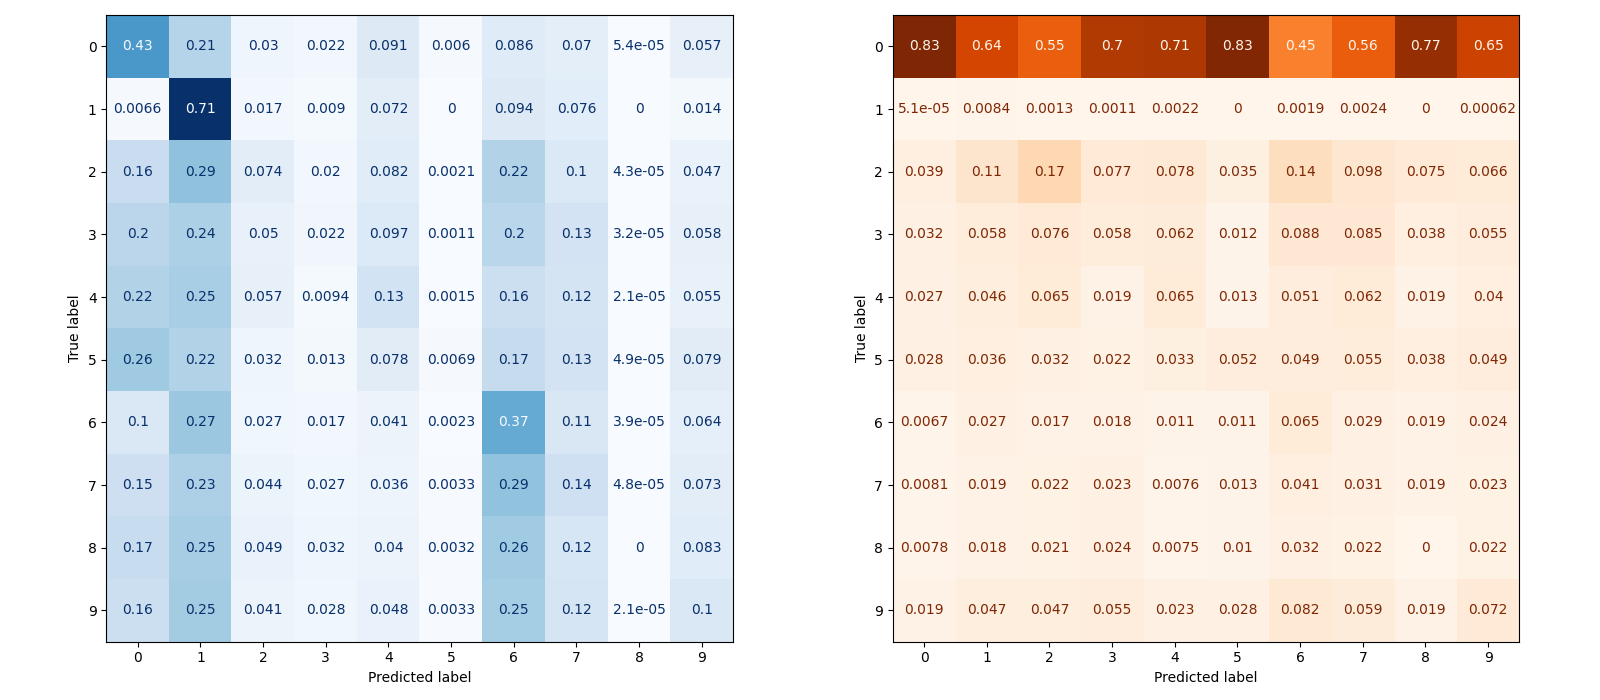 0 0.43 0.21 0.03 0.022 0.091 0.006 0.086 0.07 5.4e-05 0.057
1 0.0066 0.71 0.017 0.009 0.072 0 0.094 0.076 0 0.014
2 0.16 0.29 0.074 0.02 0.082 0.0021 0.22 0.1 4.3e-05 0.047
3 0.2 0.24 0.05 0.022 0.097 0.0011 0.2 0.13 3.2e-05 0.058
4 0.22 0.25 0.057 0.0094 0.13 0.0015 0.16 0.12 2.1e-05 0.055
5 0.26 0.22 0.032 0.013 0.078 0.0069 0.17 0.13 4.9e-05 0.079
6 0.1 0.27 0.027 0.017 0.041 0.0023 0.37 0.11 3.9e-05 0.064
7 0.15 0.23 0.044 0.027 0.036 0.0033 0.29 0.14 4.8e-05 0.073
8 0.17 0.25 0.049 0.032 0.04 0.0032 0.26 0.12 0 0.083
9 0.16 0.25 0.041 0.028 0.048 0.0033 0.25 0.12 2.1e-05 0.1
0 1 2 3 4 5 6 7 8 9
Predicted label
True label
0 0.83 0.64 0.55 0.7 0.71 0.83 0.45 0.56 0.77 0.65
1 5.1e-05 0.0084 0.0013 0.0011 0.0022 0 0.0019 0.0024 0 0.00062
2 0.039 0.11 0.17 0.077 0.078 0.035 0.14 0.098 0.075 0.066
3 0.032 0.058 0.076 0.058 0.062 0.012 0.088 0.085 0.038 0.055
4 0.027 0.046 0.065 0.019 0.065 0.013 0.051 0.062 0.019 0.04
5 0.028 0.036 0.032 0.022 0.033 0.052 0.049 0.055 0.038 0.049
6 0.0067 0.027 0.017 0.018 0.011 0.011 0.065 0.029 0.019 0.024
7 0.0081 0.019 0.022 0.023 0.0076 0.013 0.041 0.031 0.019 0.023
8 0.0078 0.018 0.021 0.024 0.0075 0.01 0.032 0.022 0 0.022
9 0.019 0.047 0.047 0.055 0.023 0.028 0.082 0.059 0.019 0.072
0 1 2 3 4 5 6 7 8 9
Predicted label
True label